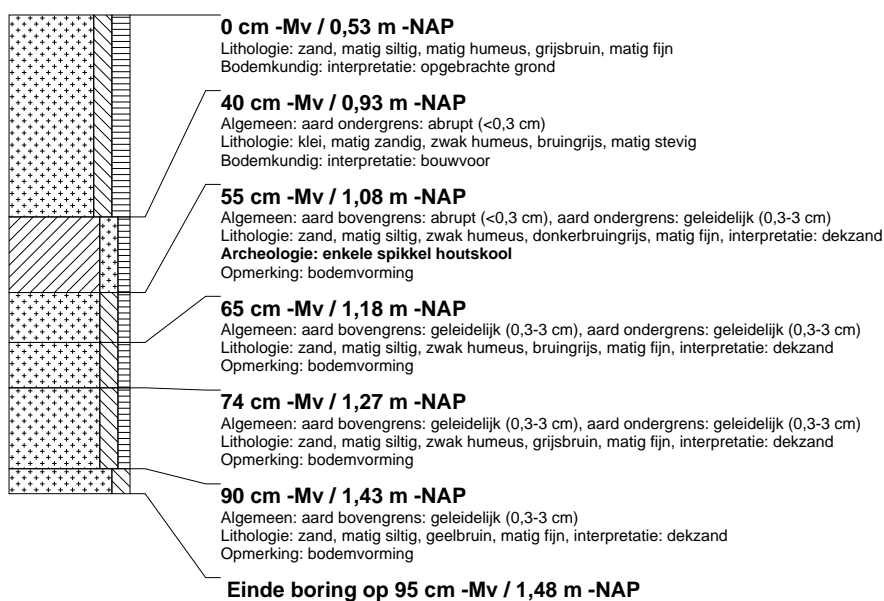 0 cm -Mv / 0,53 m -NAP
Lithologie: zand, matig siltig, matig humeus, grijsbruin, matig fijn
Bodemkundig: interpretatie: opgebrachte grond
40 cm -Mv / 0,93 m -NAP
Algemeen: aard ondergrens: abrupt (<0,3 cm)
Lithologie: klei, matig zandig, zwak humeus, bruingrijs, matig stevig
Bodemkundig: interpretatie: bouwvoor
55 cm -Mv / 1,08 m -NAP
Algemeen: aard bovengrens: abrupt (<0,3 cm), aard ondergrens: geleidelijk (0,3-3 cm)
Lithologie: zand, matig siltig, zwak humeus, donkerbruingrijs, matig fijn, interpretatie: dekzand
Archeologie: enkele spikkel houtskool
Opmerking: bodemvorming
65 cm -Mv / 1,18 m -NAP
Algemeen: aard bovengrens: geleidelijk (0,3-3 cm), aard ondergrens: geleidelijk (0,3-3 cm)
Lithologie: zand, matig siltig, zwak humeus, bruingrijs, matig fijn, interpretatie: dekzand
Opmerking: bodemvorming
74 cm -Mv / 1,27 m -NAP
Algemeen: aard bovengrens: geleidelijk (0,3-3 cm), aard ondergrens: geleidelijk (0,3-3 cm)
Lithologie: zand, matig siltig, zwak humeus, grijsbruin, matig fijn, interpretatie: dekzand
Opmerking: bodemvorming
90 cm -Mv / 1,43 m -NAP
Algemeen: aard bovengrens: geleidelijk (0,3-3 cm)
Lithologie: zand, matig siltig, geelbruin, matig fijn, interpretatie: dekzand
Opmerking: bodemvorming
Einde boring op 95 cm -Mv / 1,48 m -NAP